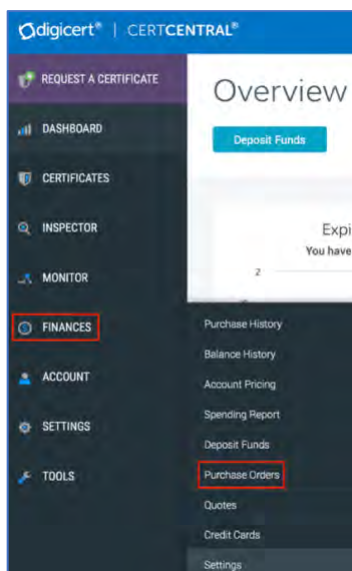 digicert® | CERTCENTRAL®
REQUEST A CERTIFICATE
DASHBOARD
CERTIFICATES
INSPECTOR
MONITOR
FINANCES
ACCOUNT
SETTINGS
TOOLS
Overview
Deposit Funds
Expi
You have
2
Purchase History
Balance History
Account Pricing
Spending Report
Deposit Funds
Purchase Orders
Quotes
Credit Cards
Settings